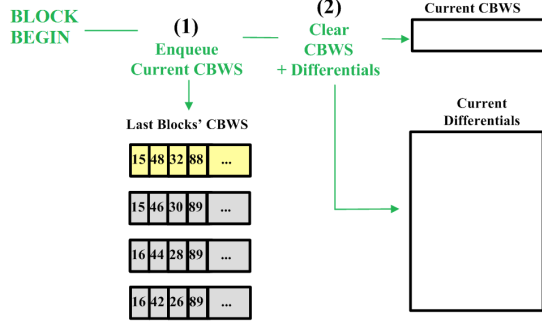 BLOCK
BEGIN
(1)
Enqueue
Current CBWS
(2)
Clear
CBWS
+ Differentials
Current CBWS
Current
Differentials
Last Blocks' CBWS
15 48 32 88 ...
15 46 30 89 ...
16 44 28 89 ...
16 42 26 89 ...